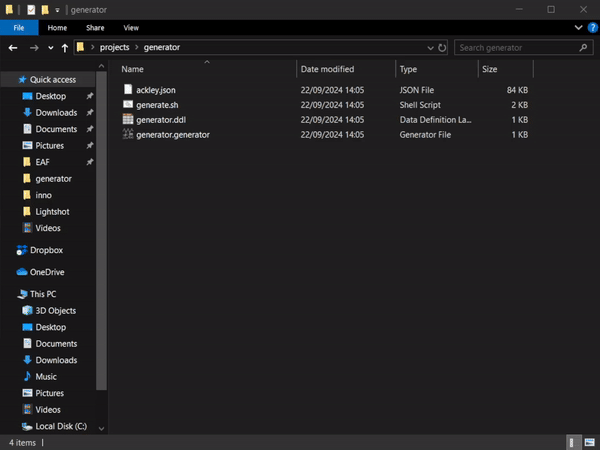 generator
File Home Share View
projects generator Search generator
Name Date modified Type Size
Quick access
Desktop
Downloads
Documents
Pictures
EAF
generator
inno
Lightshot
Videos
Dropbox
OneDrive
This PC
3D Objects
Desktop
Documents
Downloads
Music
Pictures
Videos
Local Disk (C:)
ackley.json 22/09/2024 14:05 JSON File 84 KB
generate.sh 22/09/2024 14:05 Shell Script 2 KB
generator.ddl 22/09/2024 14:05 Data Definition La... 1 KB
generator.generator 22/09/2024 14:05 Generator File 1 KB
4 items